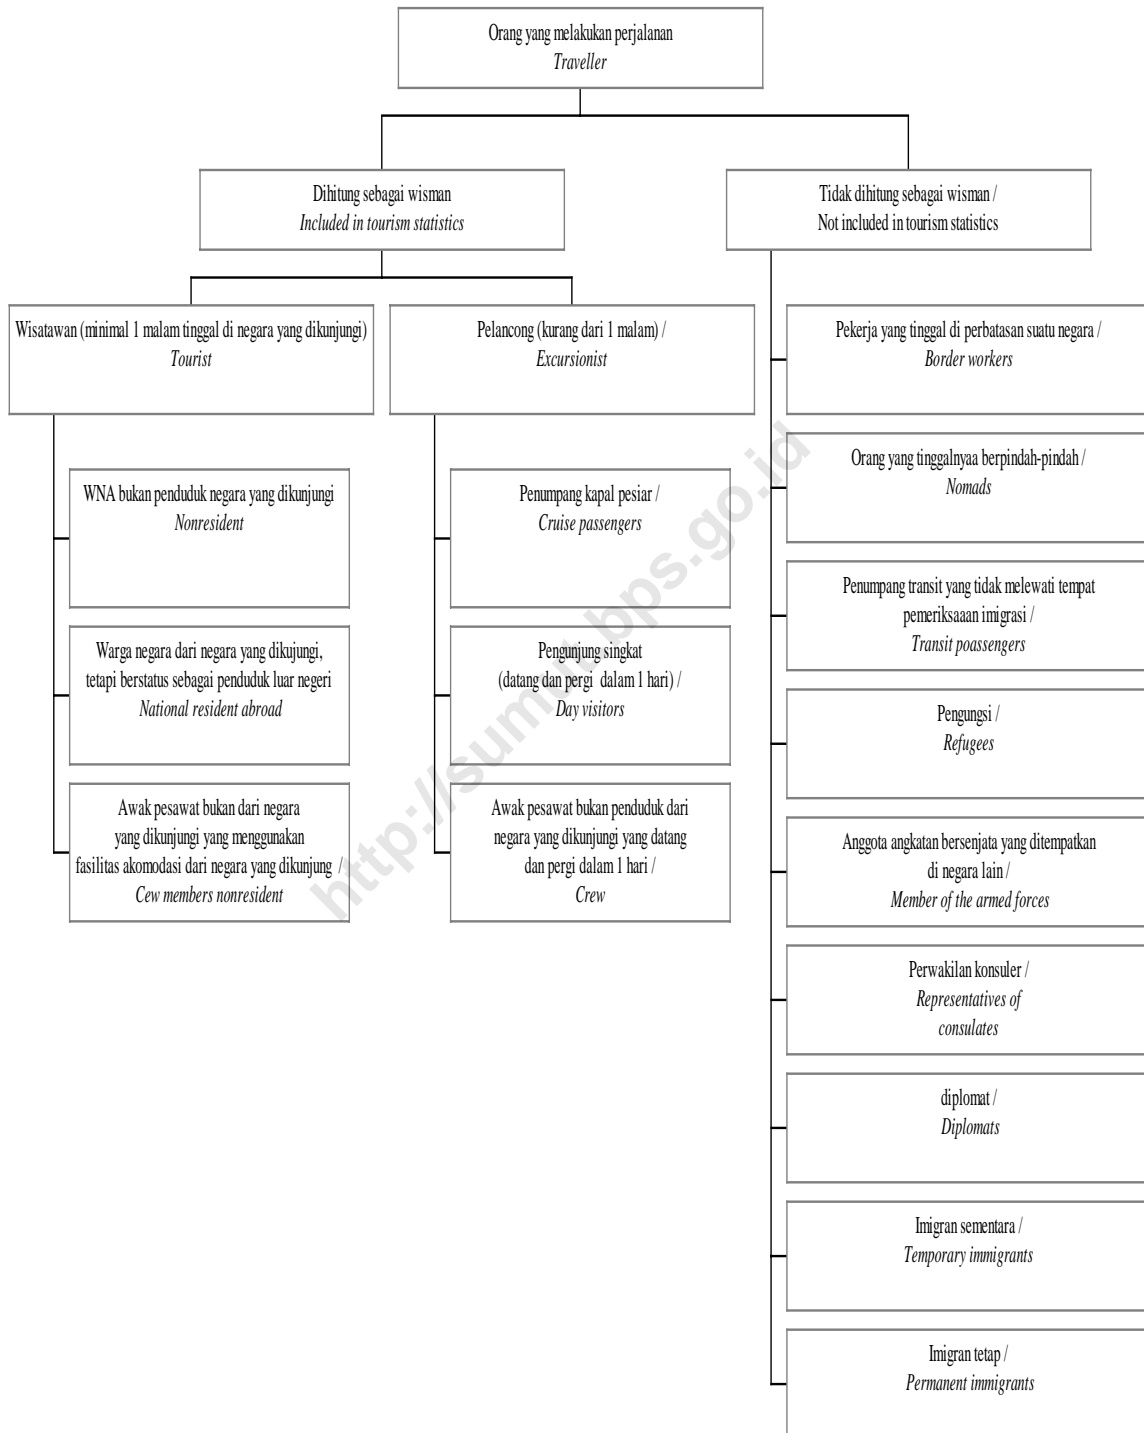 Orang yang melakukan perjalanan
Traveller
Dihitung sebagai wisman
Included in tourism statistics
Tidak dihitung sebagai wisman /
Not included in tourism statistics
Wisatawan (minimal 1 malam tinggal di negara yang dikunjungi)
Tourist
Pelancong (kurang dari 1 malam) /
Excursionist
WNA bukan penduduk negara yang dikunjungi
Nonresident
Warga negara dari negara yang dikujungi,
tetapi berstatus sebagai penduduk luar negeri
National resident abroad
Awak pesawat bukan dari negara
yang dikunjungi yang menggunakan
fasilitas akomodasi dari negara yang dikunjung /
Cew members nonresident
Penumpang kapal pesiar /
Cruise passengers
Pengunjung singkat
(datang dan pergi dalam 1 hari) /
Day visitors
Awak pesawat bukan penduduk dari
negara yang dikunjungi yang datang
dan pergi dalam 1 hari /
Crew
Pekerja yang tinggal di perbatasan suatu negara /
Border workers
Orang yang tinggalnyaa berpindah-pindah /
Nomads
Penumpang transit yang tidak melewati tempat
pemeriksaaan imigrasi /
Transit poassengers
Pengungsi /
Refugees
Anggota angkatan bersenjata yang ditempatkan
di negara lain /
Member of the armed forces
Perwakilan konsuler /
Representatives of
consulates
diplomat /
Diplomats
Imigran sementara /
Temporary immigrants
Imigran tetap /
Permanent immigrants
http://sumut.bps.go.id